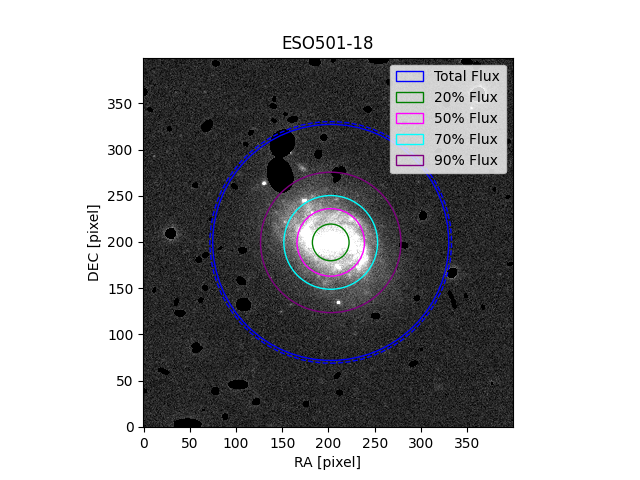 ESO501-18
Total Flux
20% Flux
50% Flux
70% Flux
90% Flux
DEC [pixel]
350
300
250
200
150
100
50
0
0 50 100 150 200 250 300 350
RA [pixel]